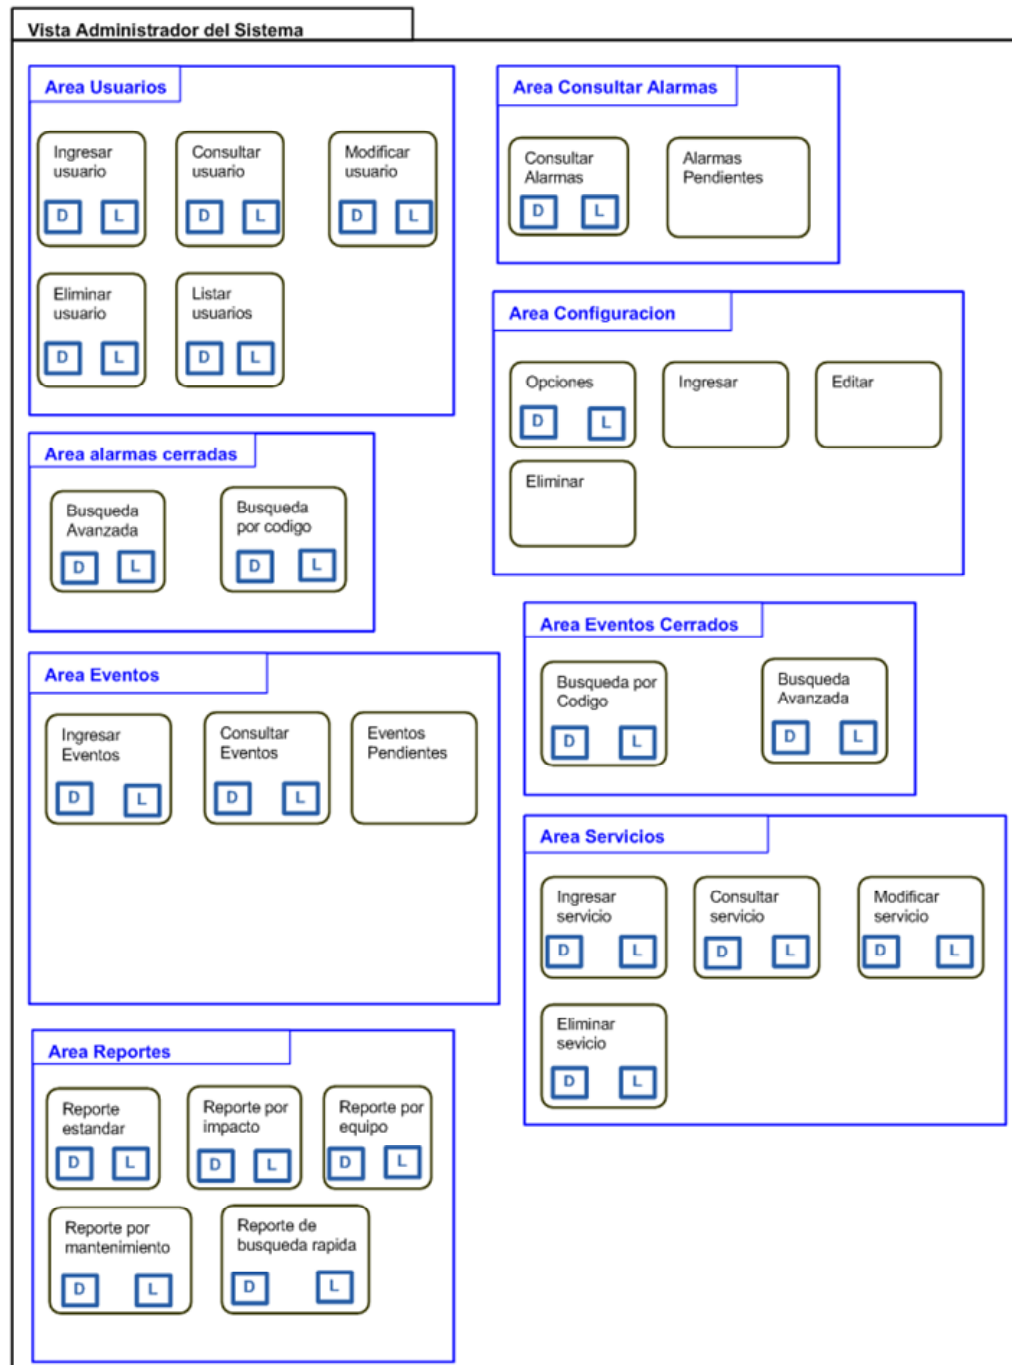 Vista Administrador del Sistema
Area Usuarios
Ingresar
usuario
D L
Consultar
usuario
D L
Modificar
usuario
D L
Eliminar
usuario
D L
Listar
usuarios
D L
Area Consultar Alarmas
Consultar
Alarmas
D L
Alarmas
Pendientes
Area Configuracion
Opciones
D L
Ingresar
Editar
Eliminar
Area alarmas cerradas
Busqueda
Avanzada
D L
Busqueda
por codigo
D L
Area Eventos Cerrados
Busqueda por
Codigo
D L
Busqueda
Avanzada
D L
Area Eventos
Ingresar
Eventos
D L
Consultar
Eventos
D L
Eventos
Pendientes
Area Servicios
Ingresar
servicio
D L
Consultar
servicio
D L
Modificar
servicio
D L
Eliminar
sevicio
D L
Area Reportes
Reporte
estandar
D L
Reporte por
impacto
D L
Reporte por
equipo
D L
Reporte por
mantenimiento
D L
Reporte de
busqueda rapida
D L